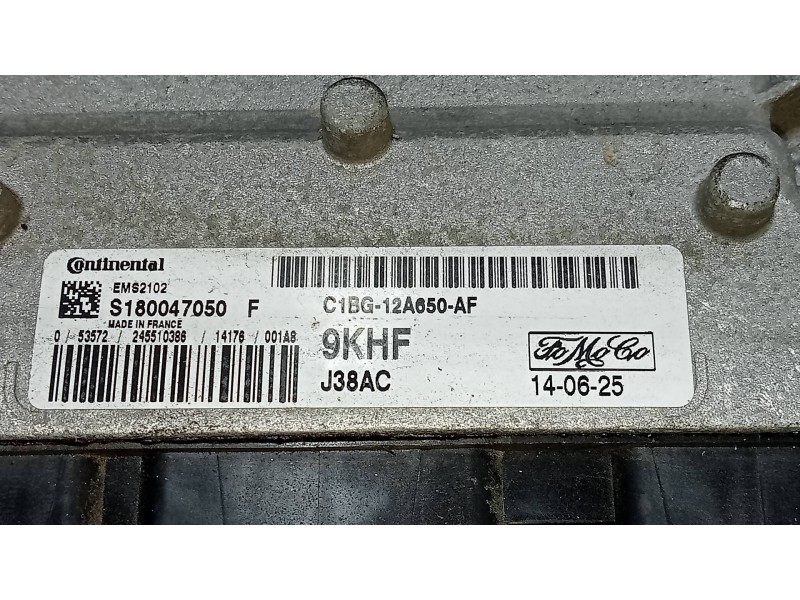 Continental
EMS2102
S180047050 F
MADE IN FRANCE
0 / 53572 / 245510386 / 14176 / 001A8
C1BG-12A650-AF
9KHF
J38AC
FoMoCo
14-06-25